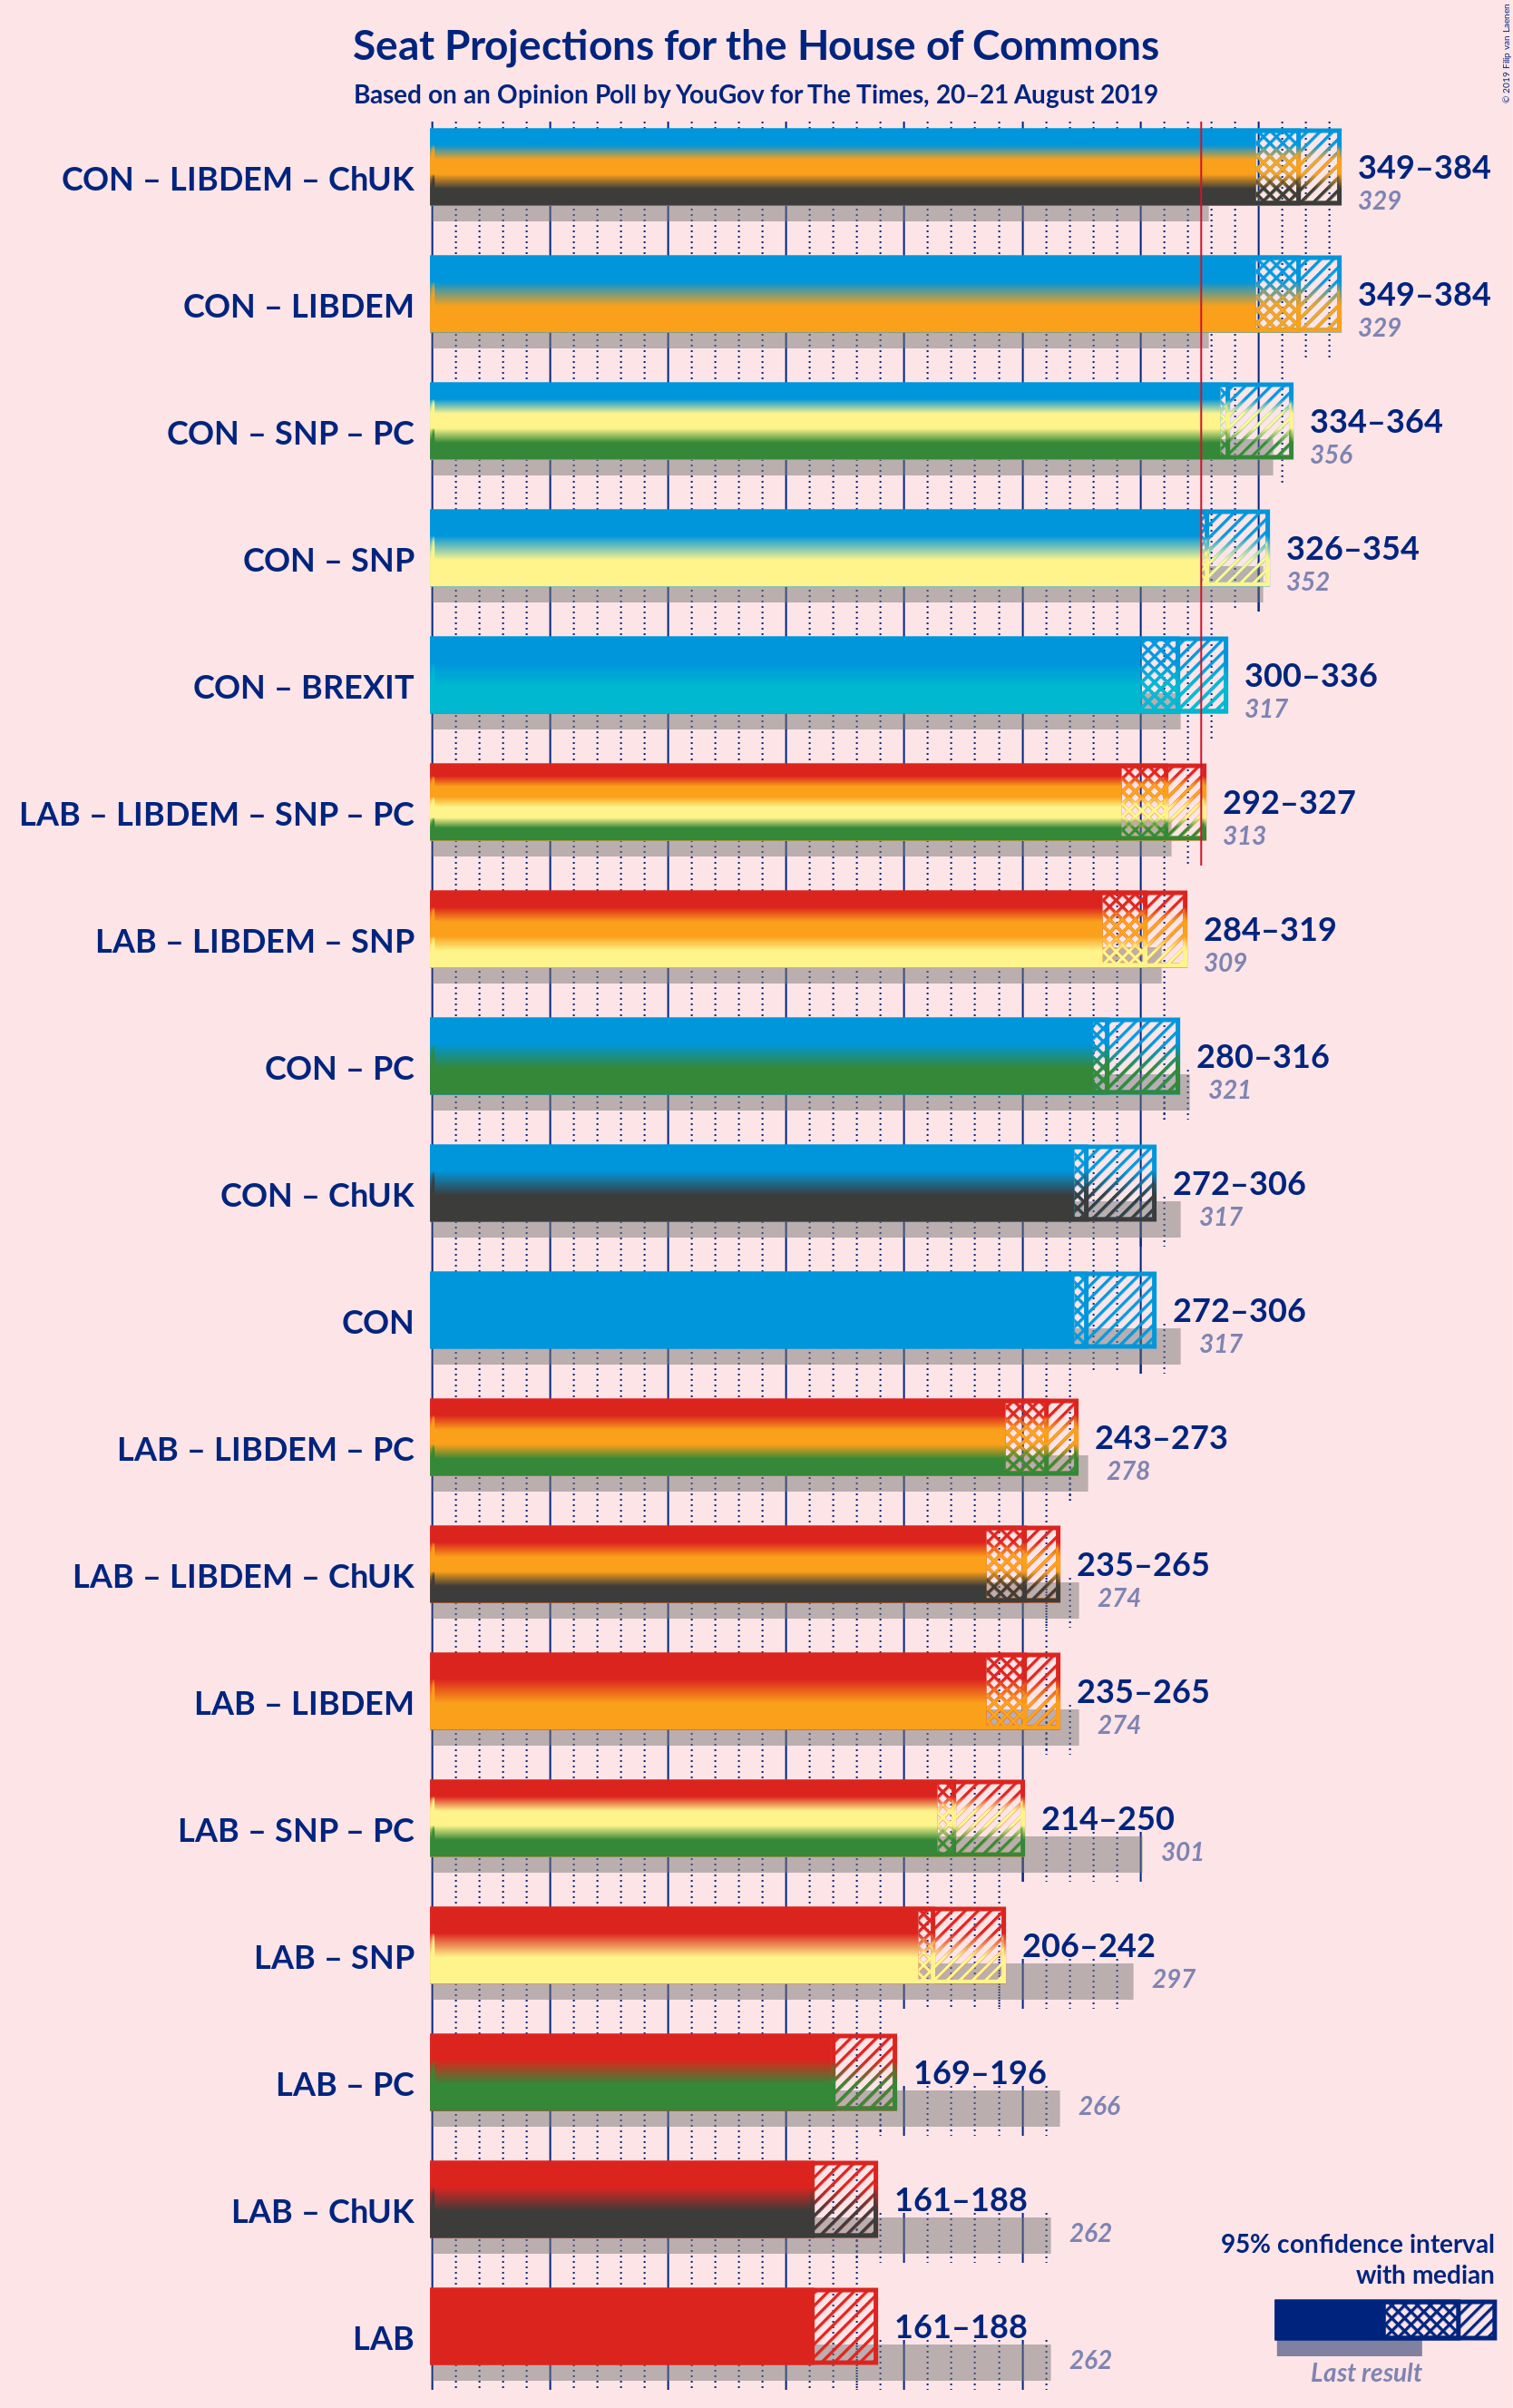 © 2019 Filip van Laenen
Seat Projections for the House of Commons
Based on an Opinion Poll by YouGov for The Times, 20–21 August 2019
CON – LIBDEM – ChUK
349–384
329
CON – LIBDEM
349–384
329
CON – SNP – PC
334–364
356
CON – SNP
326–354
352
CON – BREXIT
300–336
317
LAB – LIBDEM – SNP – PC
292–327
313
LAB – LIBDEM – SNP
284–319
309
CON – PC
280–316
321
CON – ChUK
272–306
317
CON
272–306
317
LAB – LIBDEM – PC
243–273
278
LAB – LIBDEM – ChUK
235–265
274
LAB – LIBDEM
235–265
274
LAB – SNP – PC
214–250
301
LAB – SNP
206–242
297
LAB – PC
169–196
266
LAB – ChUK
161–188
262
LAB
161–188
262
95% confidence interval
with median
Last result